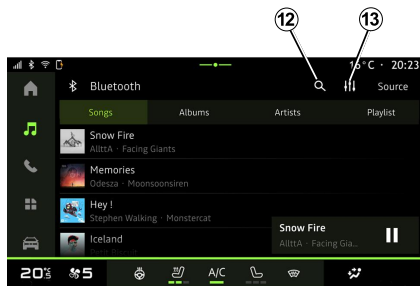 12 13
16°C · 20:23
Bluetooth Source
Songs Albums Artists Playlist
Snow Fire
AllttA · Facing Giants
Memories
Odesza · Moonsoonsiren
Hey !
Stephen Walking · Monstercat
Iceland
Snow Fire
AllttA · Facing Gia...
20°5 5 A/C